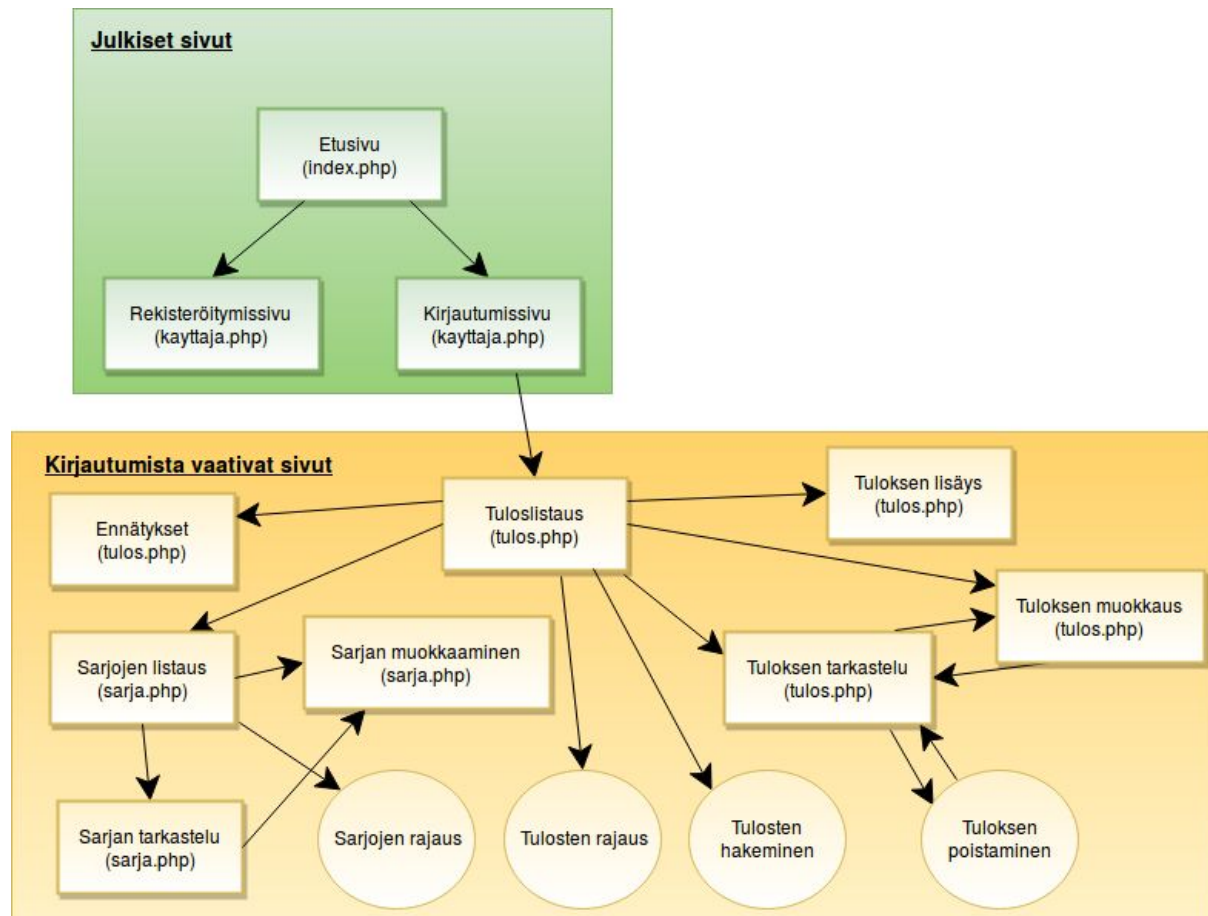 Julkiset sivut
Etusivu
(index.php)
Rekisteröitymissivu
(kayttaja.php)
Kirjautumissivu
(kayttaja.php)
Kirjautumista vaativat sivut
Ennätykset
(tulos.php)
Tuloslistaus
(tulos.php)
Tuloksen lisäys
(tulos.php)
Tuloksen muokkaus
(tulos.php)
Sarjojen listaus
(sarja.php)
Sarjan muokkaaminen
(sarja.php)
Tuloksen tarkastelu
(tulos.php)
Sarjan tarkastelu
(sarja.php)
Sarjojen rajaus
Tulosten rajaus
Tulosten
hakeminen
Tuloksen
poistaminen